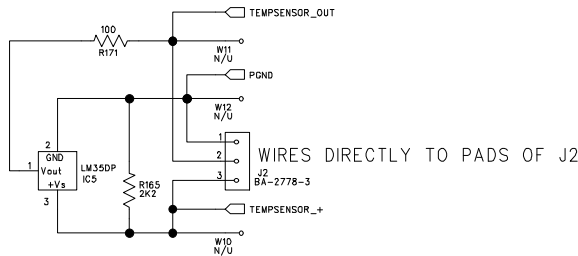 TEMPSENSOR_OUT
100
R171
W11
N/U
PGND
W12
N/U
2
GND
1
Vout
LM35DP
IC5
+Vs
3
R165
2K2
1
2
3
WIRES DIRECTLY TO PADS OF J2
J2
BA-2778-3
TEMPSENSOR_+
W10
N/U